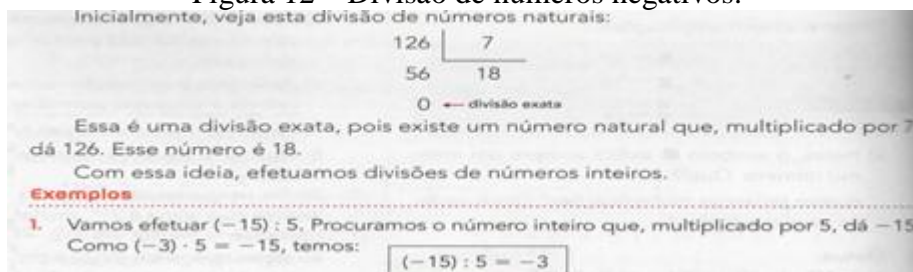 Figura 12 – Divisão de números negativos.
Inicialmente, veja esta divisão de números naturais:
126 7
56 18
0 ← divisão exata
Essa é uma divisão exata, pois existe um número natural que, multiplicado por 7
dá 126. Esse número é 18.
Com essa ideia, efetuamos divisões de números inteiros.
Exemplos
1. Vamos efetuar (−15) : 5. Procuramos o número inteiro que, multiplicado por 5, dá −15
Como (−3) · 5 = −15, temos:
(−15) : 5 = −3